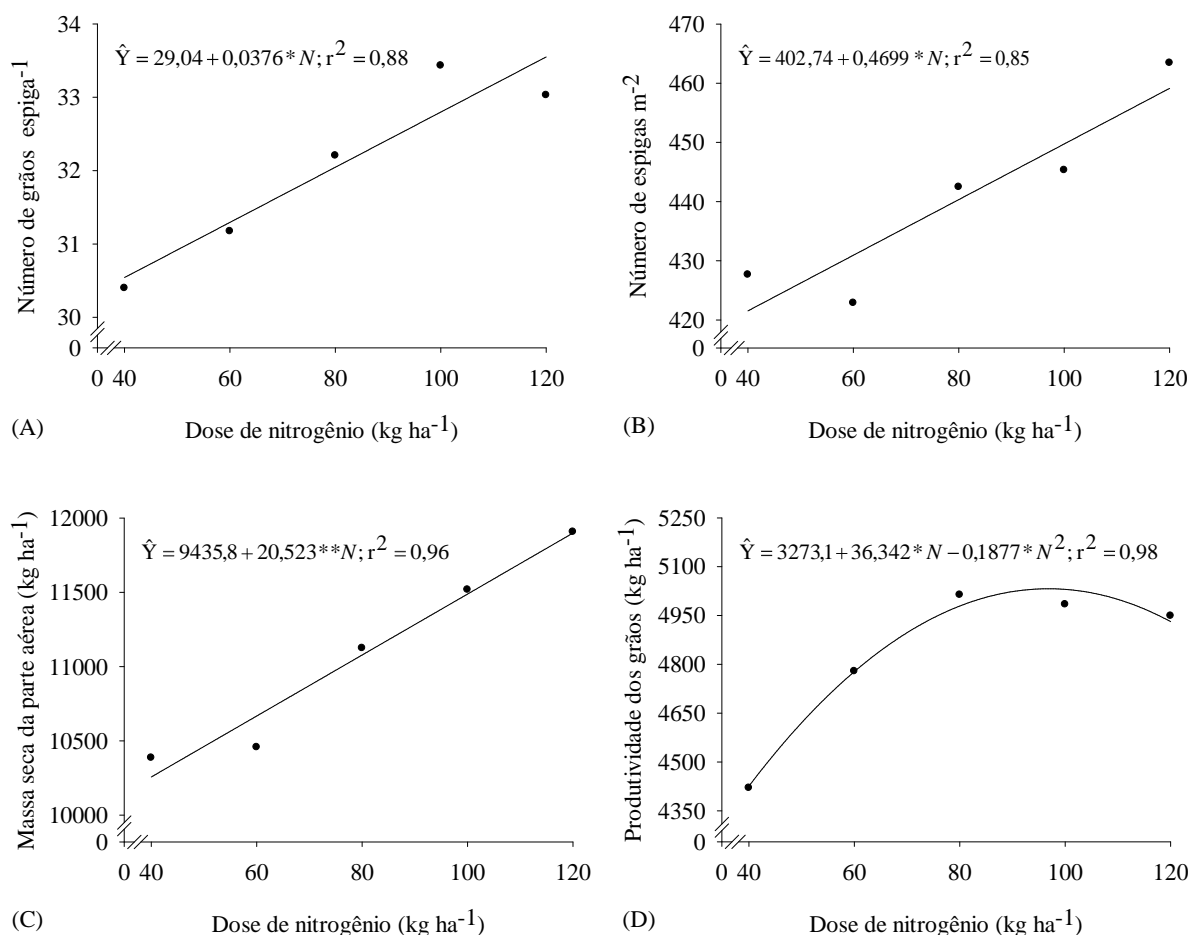 34
33
32
31
30
0
Número de grãos espiga-1
Ŷ = 29,04 + 0,0376 * N; r2 = 0,88
0 40 60 80 100 120
(A) Dose de nitrogênio (kg ha-1)
470
460
450
440
430
420
0
Número de espigas m-2
Ŷ = 402,74 + 0,4699 * N; r2 = 0,85
0 40 60 80 100 120
(B) Dose de nitrogênio (kg ha-1)
12000
11500
11000
10500
10000
0
Massa seca da parte aérea (kg ha-1)
Ŷ = 9435,8 + 20,523**N; r2 = 0,96
0 40 60 80 100 120
(C) Dose de nitrogênio (kg ha-1)
5250
5100
4950
4800
4650
4500
4350
0
Produtividade dos grãos (kg ha-1)
Ŷ = 3273,1 + 36,342 * N − 0,1877 * N2; r2 = 0,98
0 40 60 80 100 120
(D) Dose de nitrogênio (kg ha-1)